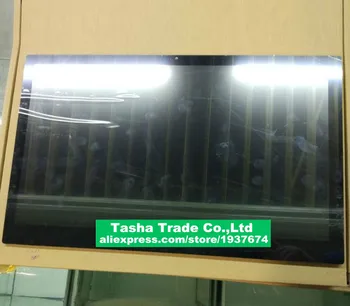 Tasha Trade Co.,Ltd
aliexpress.com/store/1937674